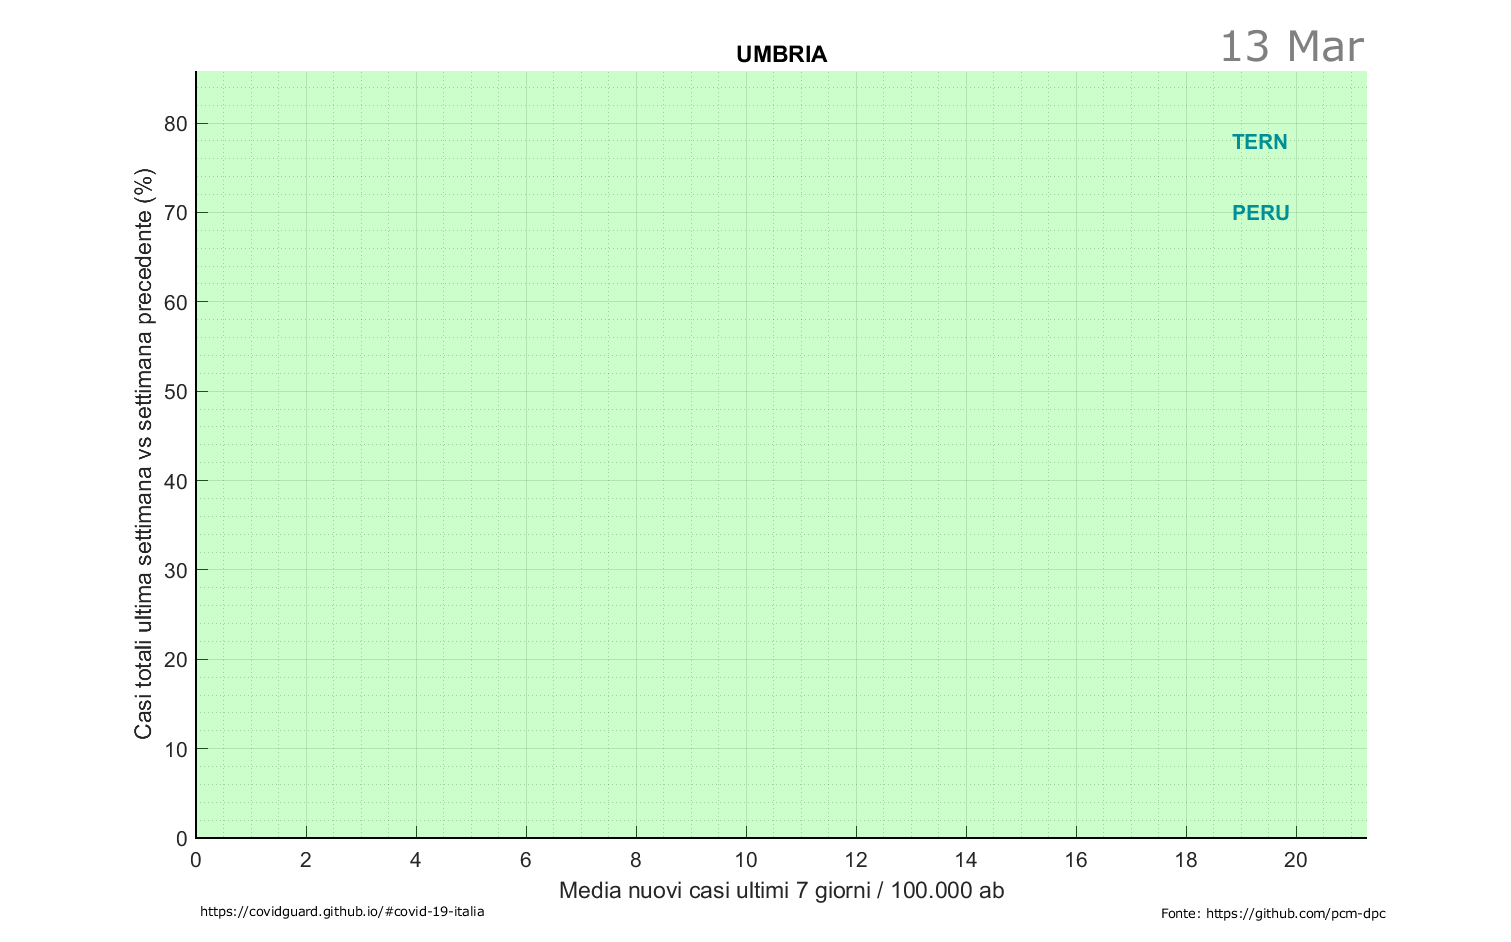 13 Mar
UMBRIA
80
70
60
50
40
30
20
10
0
Casi totali ultima settimana vs settimana precedente (%)
TERN
PERU
0 2 4 6 8 10 12 14 16 18 20
Media nuovi casi ultimi 7 giorni / 100.000 ab
https://covidguard.github.io/#covid-19-italia
Fonte: https://github.com/pcm-dpc